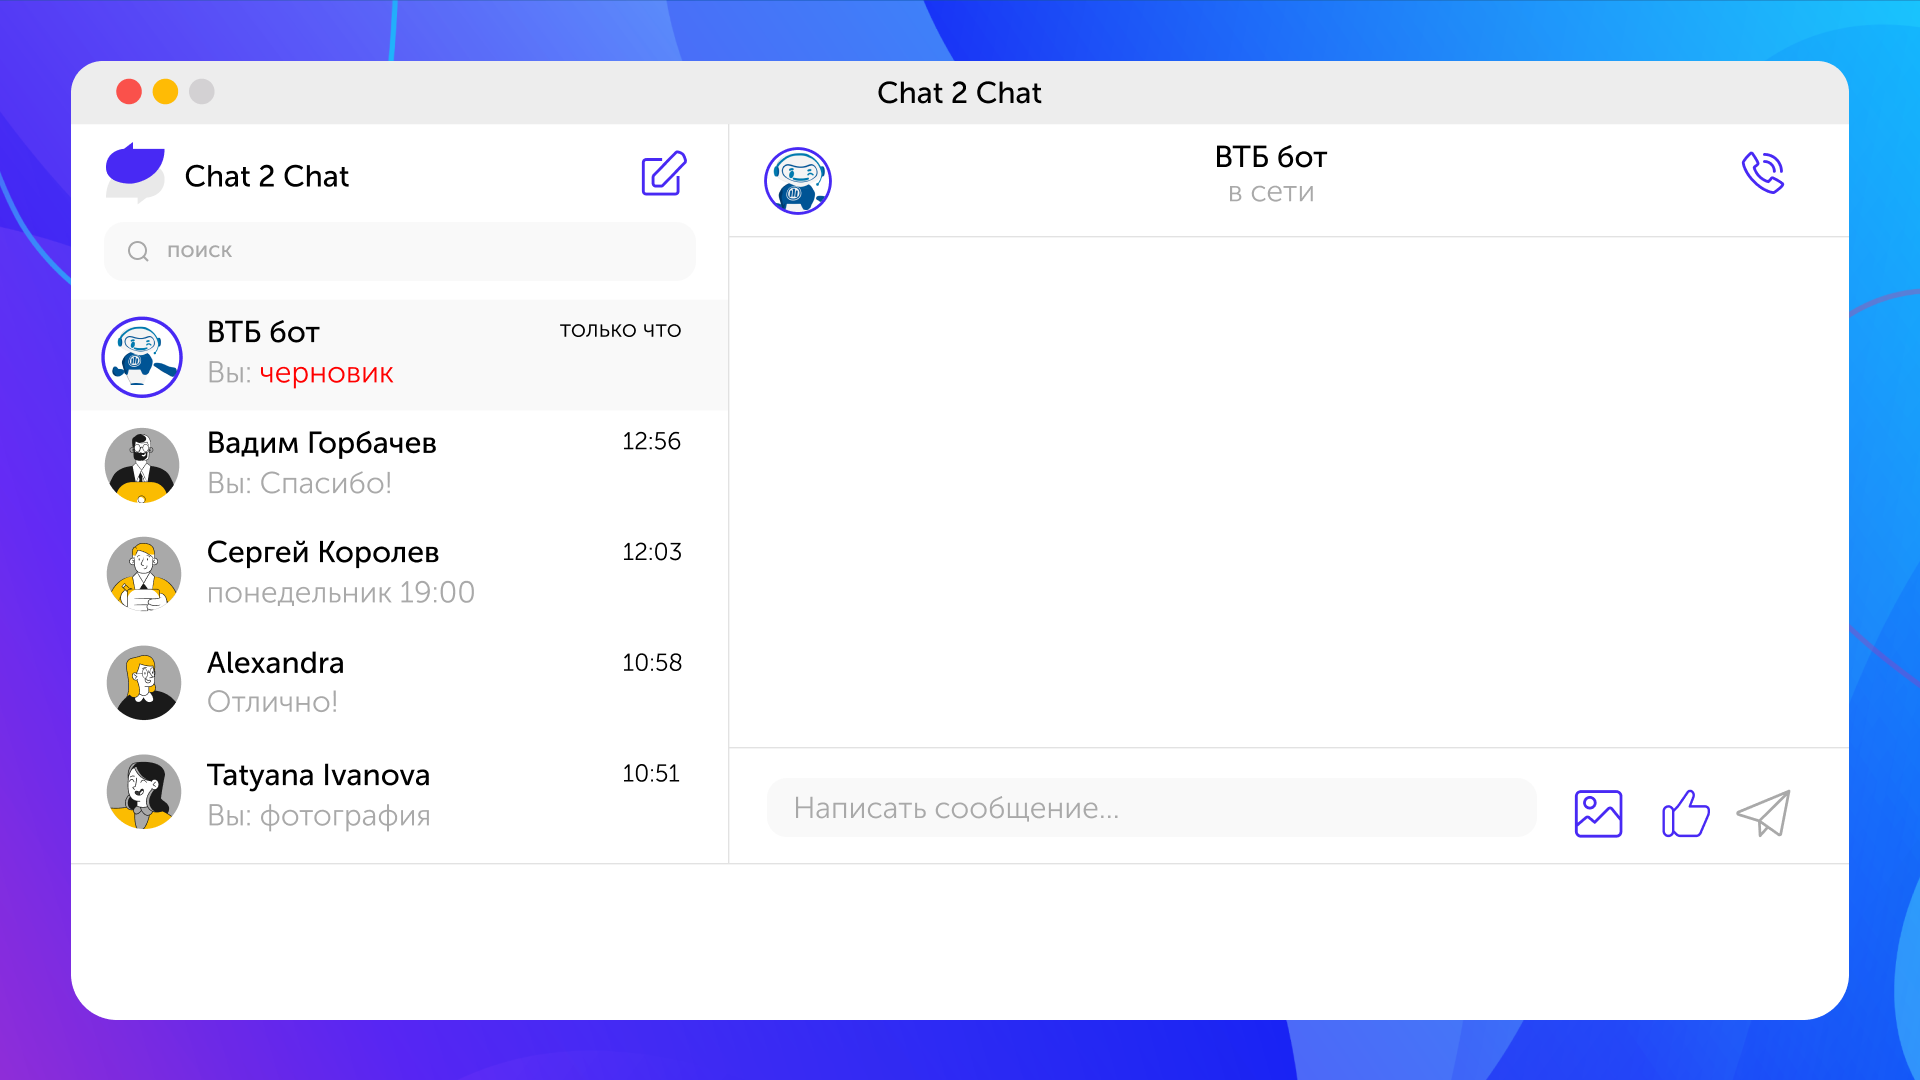 Chat 2 Chat
Chat 2 Chat
поиск
ВТБ бот
только что
Вы: черновик
Вадим Горбачев
12:56
Вы: Спасибо!
Сергей Королев
12:03
понедельник 19:00
Alexandra
10:58
Отлично!
Tatyana Ivanova
10:51
Вы: фотография
ВТБ бот
в сети
Написать сообщение...